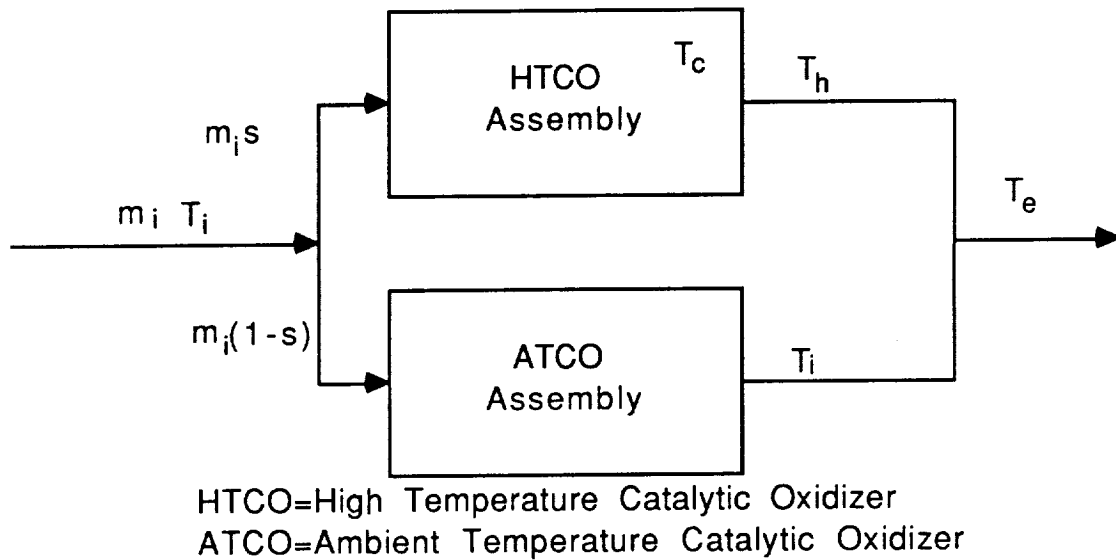 HTCO
Assembly
T_c
T_h
m_i s
m_i T_i
T_e
m_i(1-s)
ATCO
Assembly
T_i
HTCO=High Temperature Catalytic Oxidizer
ATCO=Ambient Temperature Catalytic Oxidizer